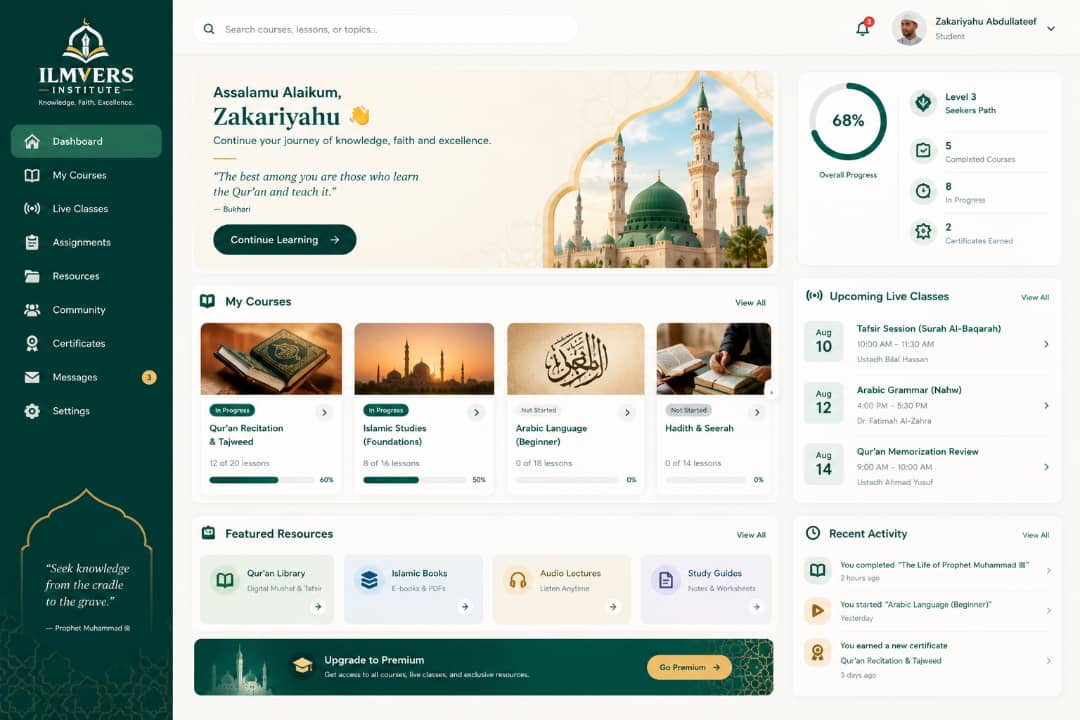 ILMVERS
INSTITUTE
Knowledge. Faith. Excellence.
Dashboard
My Courses
Live Classes
Assignments
Resources
Community
Certificates
Messages
3
Settings
“Seek knowledge
from the cradle
to the grave.”
— Prophet Muhammad ﷺ
Search courses, lessons, or topics...
3
Zakariyahu Abdullateef
Student
Assalamu Alaikum,
Zakariyahu 👋
Continue your journey of knowledge, faith and excellence.
“The best among you are those who learn
the Qur’an and teach it.”
— Bukhari
Continue Learning →
68%
Overall Progress
Level 3
Seekers Path
5
Completed Courses
8
In Progress
2
Certificates Earned
My Courses
View All
In Progress
Qur’an Recitation
& Tajweed
12 of 20 lessons
60%
In Progress
Islamic Studies
(Foundations)
8 of 16 lessons
50%
Not Started
Arabic Language
(Beginner)
0 of 18 lessons
0%
Not Started
Hadith & Seerah
0 of 14 lessons
0%
Upcoming Live Classes
View All
Aug
10
Tafsir Session (Surah Al-Baqarah)
10:00 AM – 11:30 AM
Ustadh Bilal Hassan
Aug
12
Arabic Grammar (Nahw)
4:00 PM – 5:30 PM
Dr. Fatimah Al-Zahra
Aug
14
Qur’an Memorization Review
9:00 AM – 10:00 AM
Ustadh Ahmad Yusuf
Featured Resources
View All
Qur’an Library
Digital Mushaf & Tafsir
Islamic Books
E-books & PDFs
Audio Lectures
Listen Anytime
Study Guides
Notes & Worksheets
Upgrade to Premium
Get access to all courses, live classes, and exclusive resources.
Go Premium →
Recent Activity
View All
You completed “The Life of Prophet Muhammad ﷺ”
2 hours ago
You started “Arabic Language (Beginner)”
Yesterday
You earned a new certificate
Qur’an Recitation & Tajweed
3 days ago